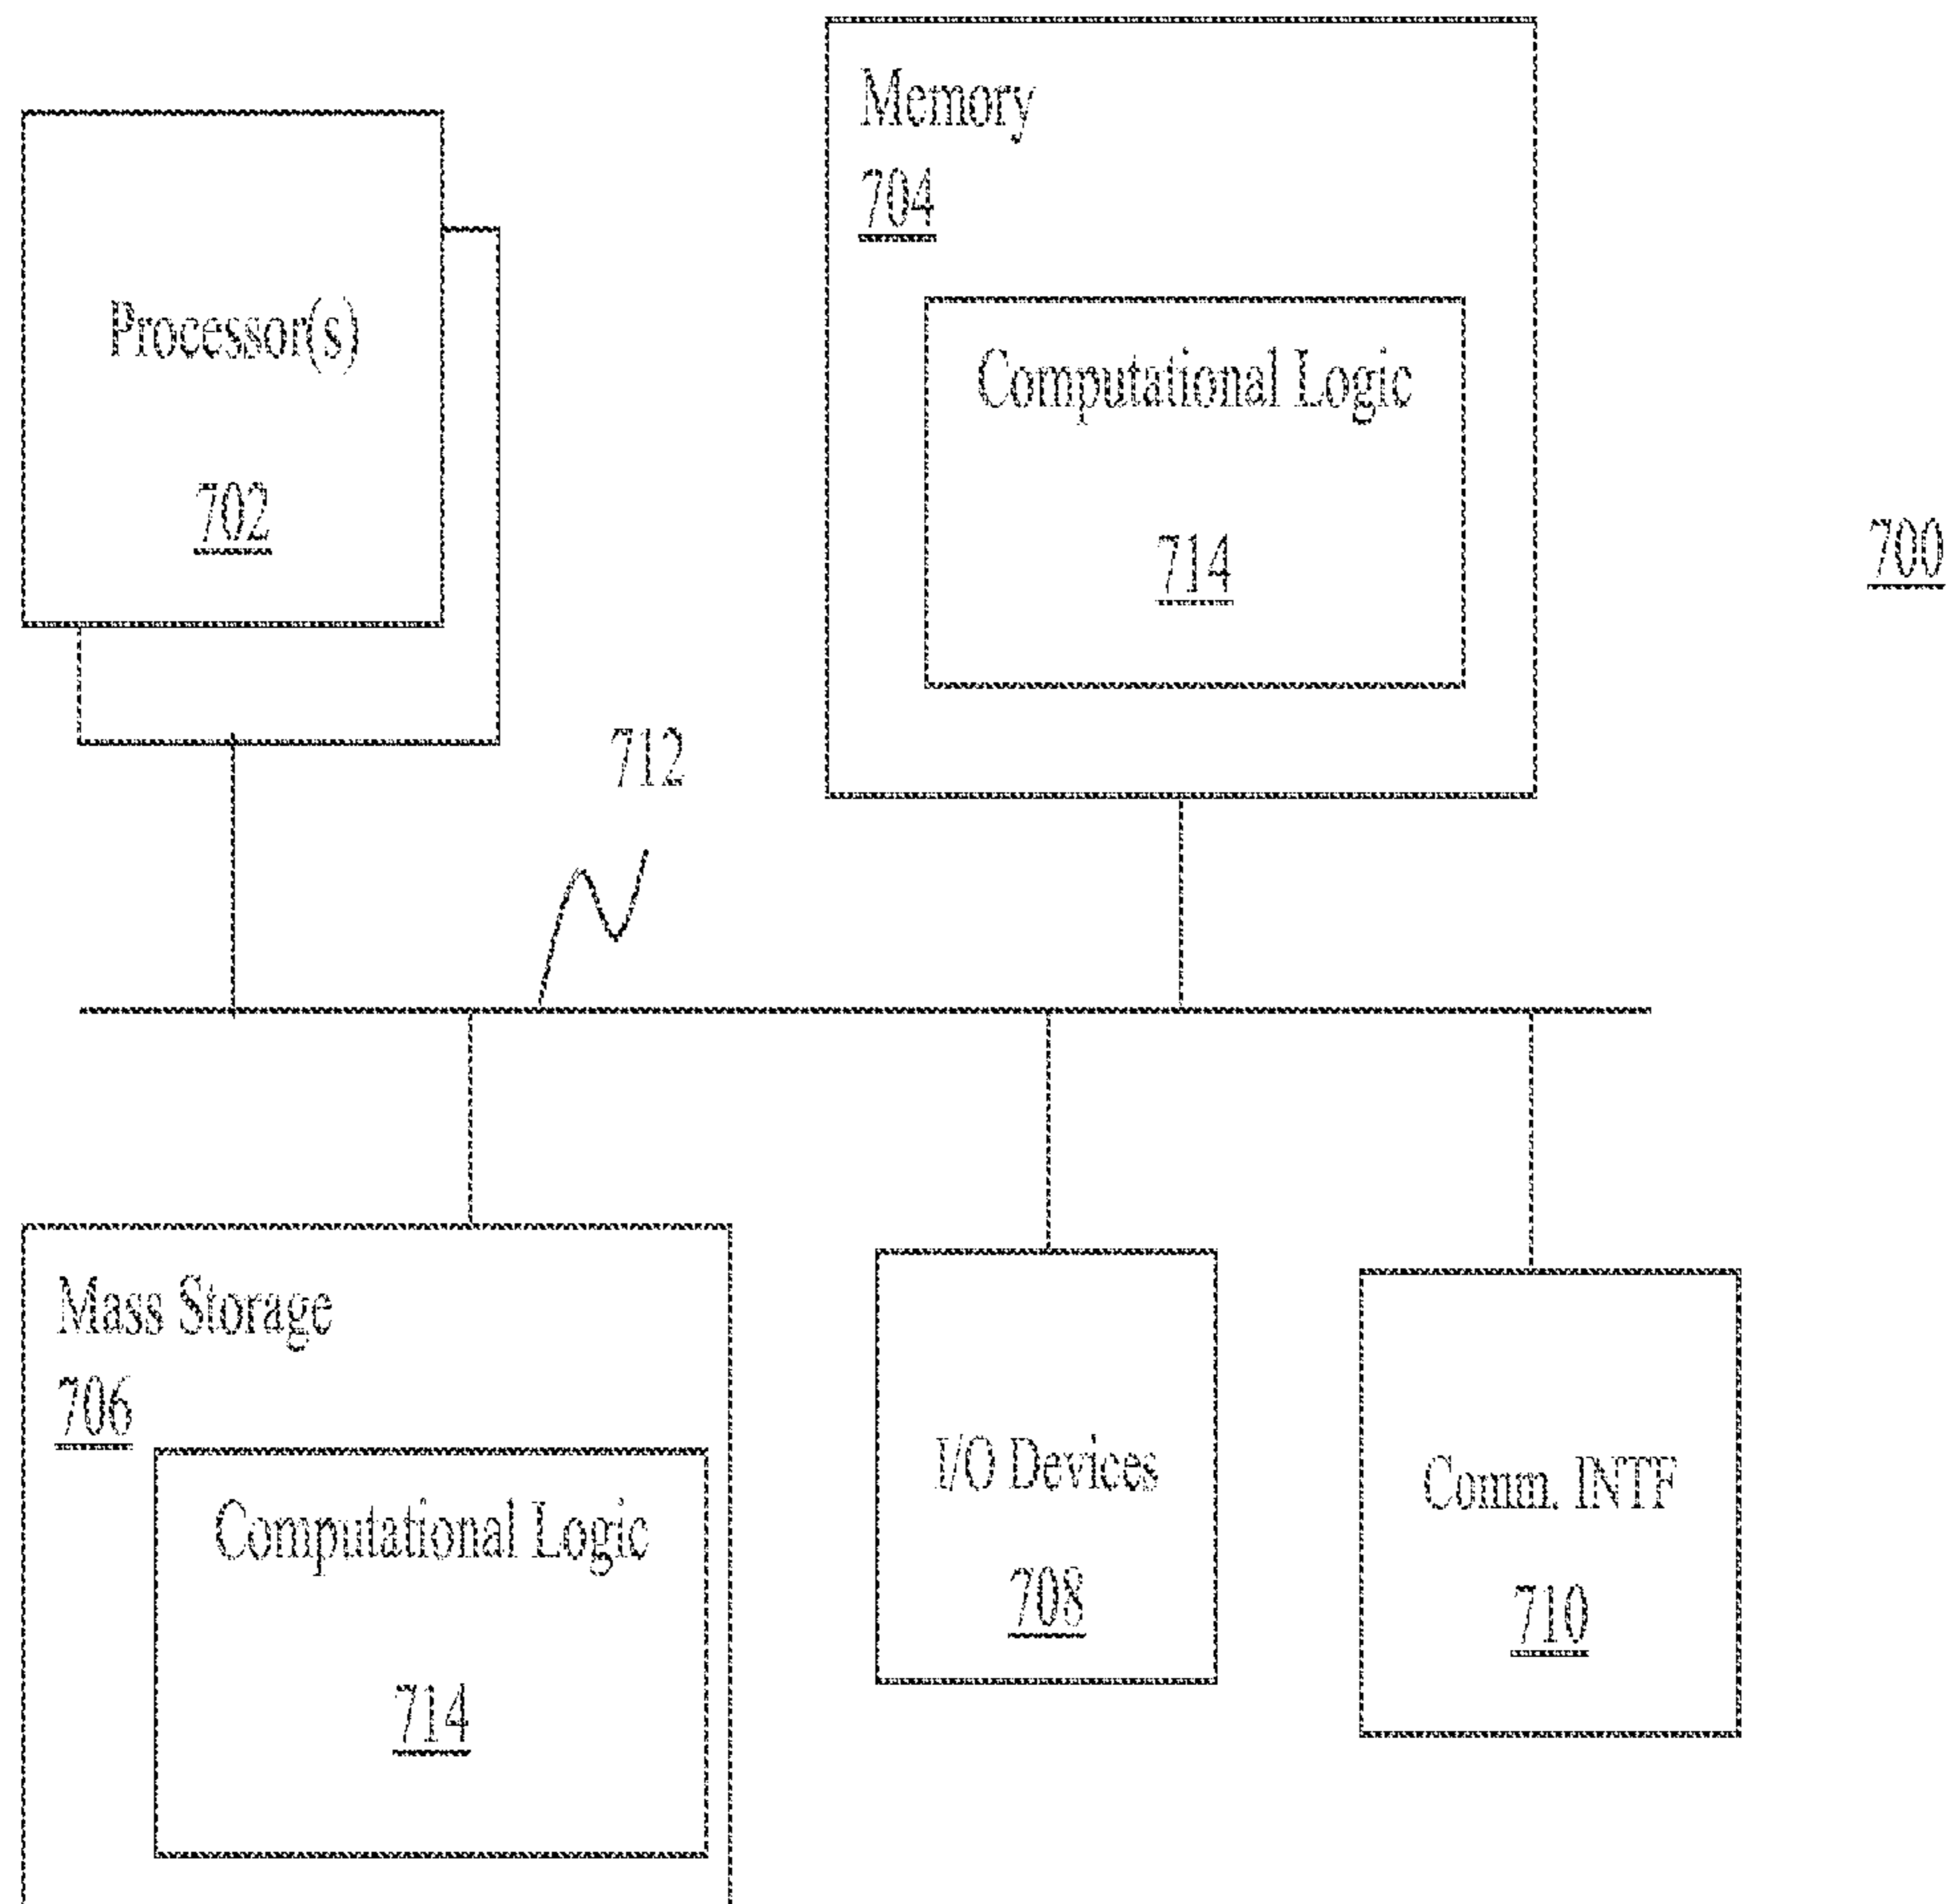 Memory
704
Processor(s)
702
Computational Logic
714
700
712
Mass Storage
706
Computational Logic
714
I/O Devices
708
Comm. INTF
710